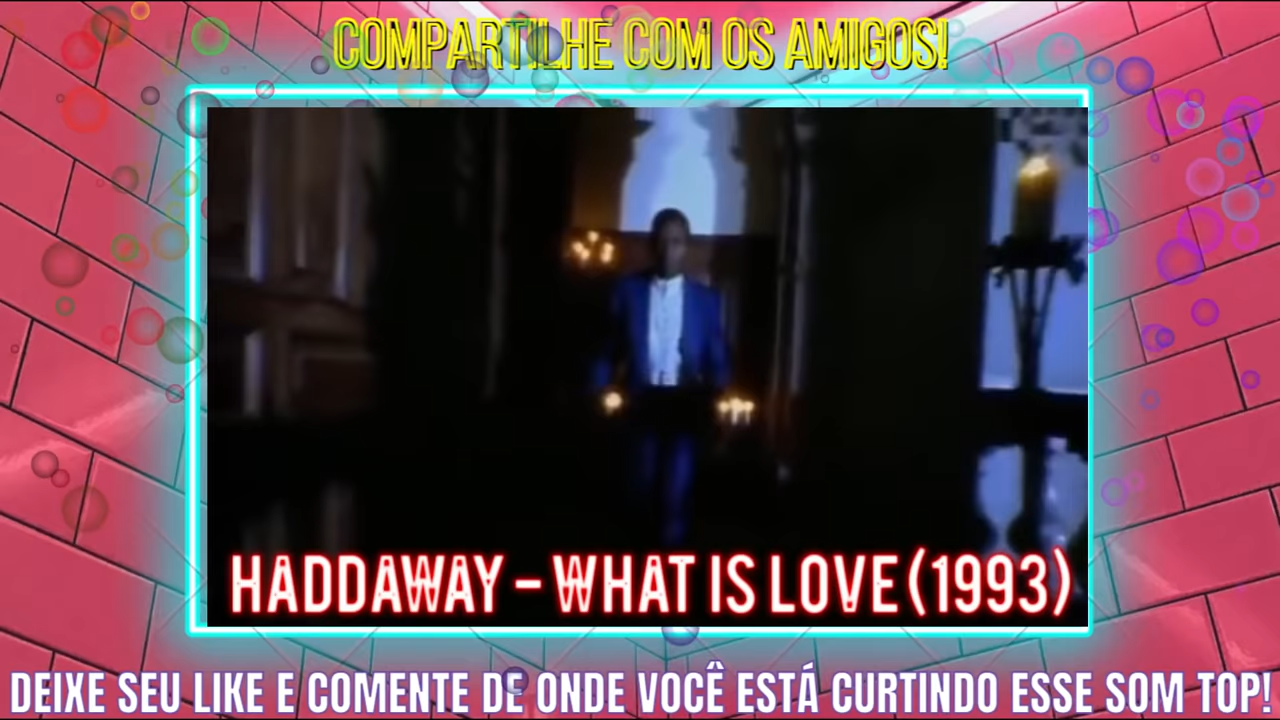 COMPARTILHE COM OS AMIGOS!
HADDAWAY - WHAT IS LOVE (1993)
DEIXE SEU LIKE E COMENTE DE ONDE VOCÊ ESTÁ CURTINDO ESSE SOM TOP!